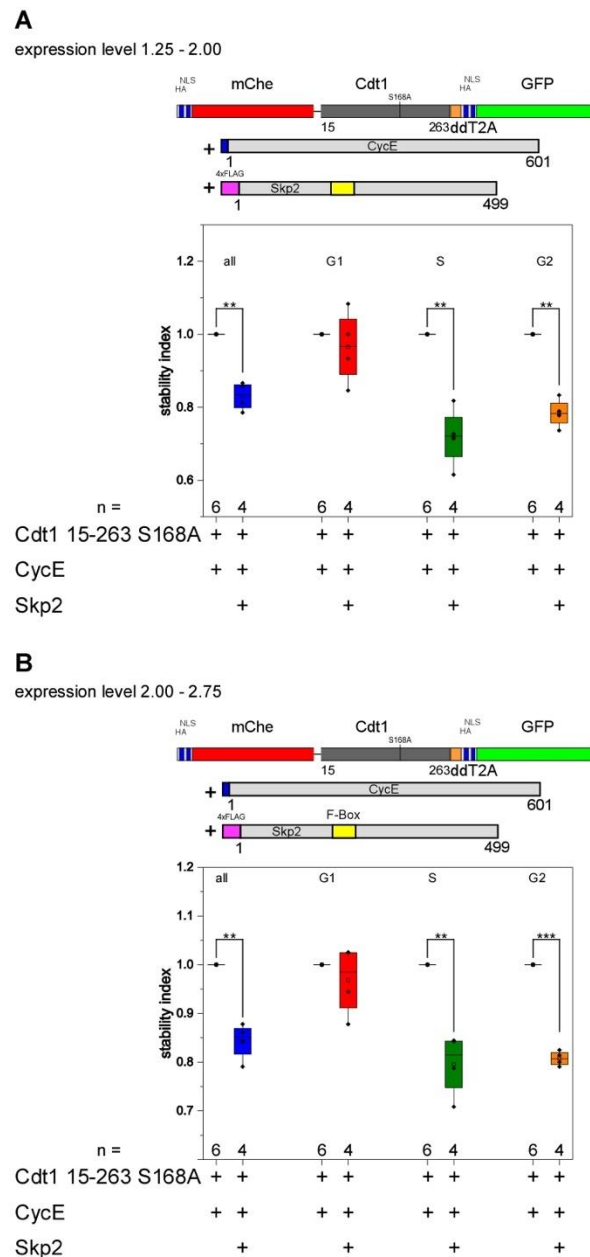 A
expression level 1.25 - 2.00
NLS NLS
HA mChe Cdt1 HA GFP
S168A
15 263 ddT2A
+ CycE
1 601
4xFLAG
+ Skp2
1 499
1.2
all G1 S G2
** ** **
1.0
stability index
0.8
0.6
n = 6 4 6 4 6 4 6 4
Cdt1 15-263 S168A + + + + + + + +
CycE + + + + + + + +
Skp2 + + + +
B
expression level 2.00 - 2.75
NLS NLS
HA mChe Cdt1 HA GFP
S168A
15 263 ddT2A
+ CycE
1 601
4xFLAG F-Box
+ Skp2
1 499
1.2
all G1 S G2
1.1
** ** ***
1.0
stability index
0.9
0.8
0.7
n = 6 4 6 4 6 4 6 4
Cdt1 15-263 S168A + + + + + + + +
CycE + + + + + + + +
Skp2 + + + +